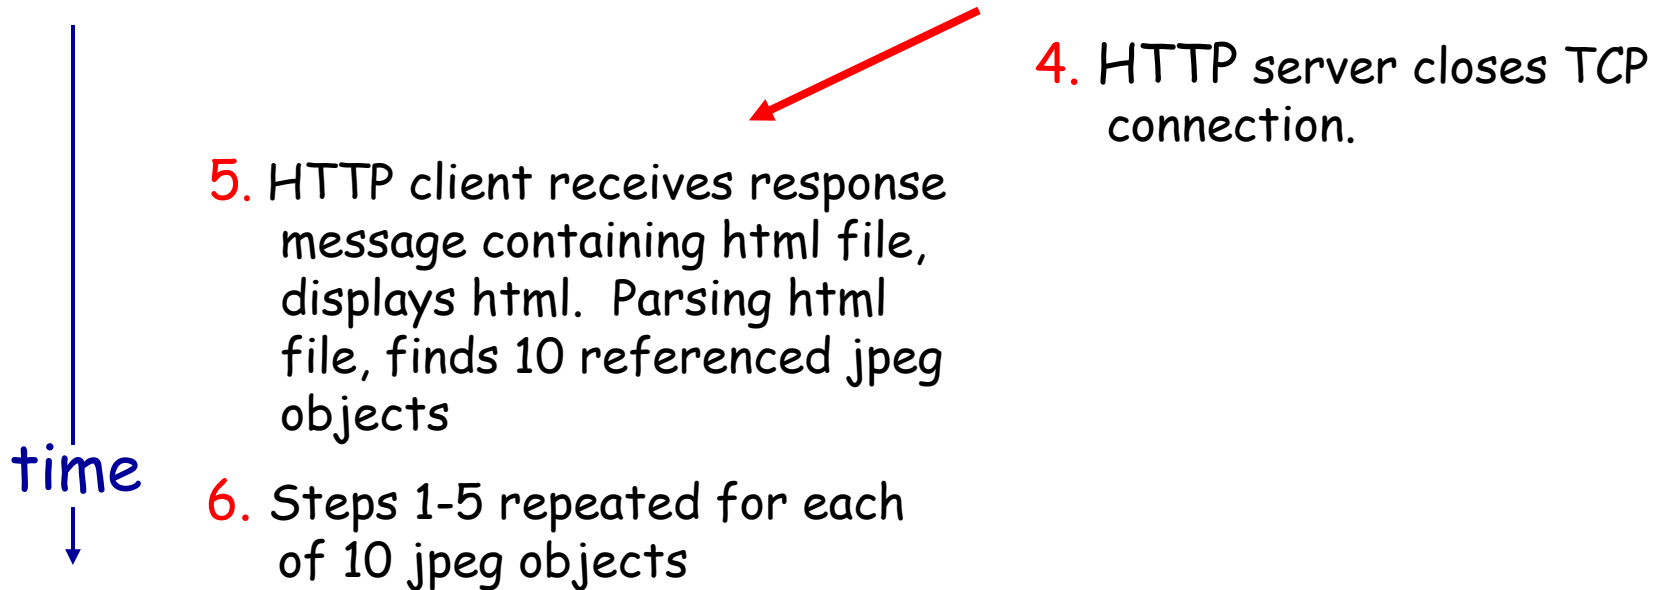 4. HTTP server closes TCP
connection.
5. HTTP client receives response
message containing html file,
displays html.  Parsing html
file, finds 10 referenced jpeg
objects
time
6. Steps 1-5 repeated for each
of 10 jpeg objects